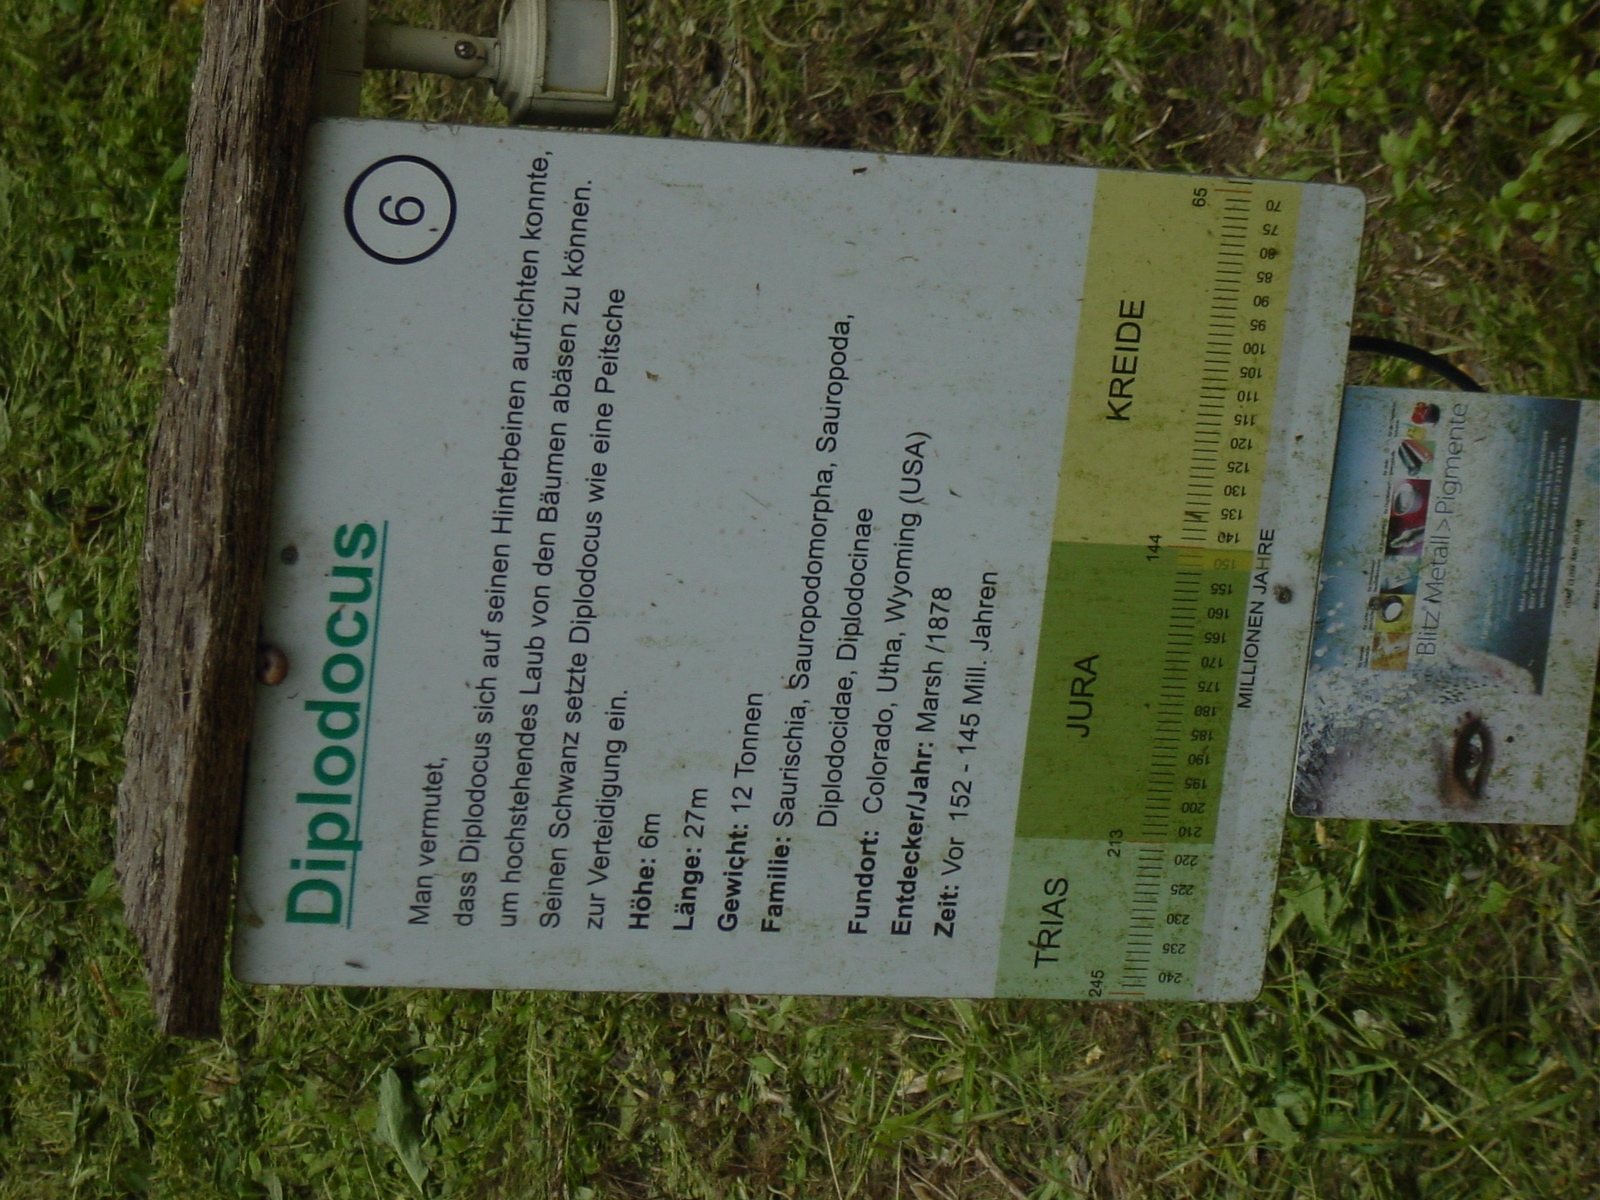 Diplodocus
6
Man vermutet,
dass Diplodocus sich auf seinen Hinterbeinen aufrichten konnte,
um hochstehendes Laub von den Bäumen abäsen zu können.
Seinen Schwanz setzte Diplodocus wie eine Peitsche
zur Verteidigung ein.
Höhe: 6m
Länge: 27m
Gewicht: 12 Tonnen
Familie: Saurischia, Sauropodomorpha, Sauropoda,
Diplodocidae, Diplodocinae
Fundort: Colorado, Utha, Wyoming (USA)
Entdecker/Jahr: Marsh /1878
Zeit: Vor 152 - 145 Mill. Jahren
TRIAS JURA KREIDE
245 213 144 65
240 235 230 225 220 210 200 195 190 185 180 175 170 165 160 155 150 140 135 130 125 120 115 110 105 100 95 90 85 80 75 70
MILLIONEN JAHRE
Blitz Metall > Pigmente